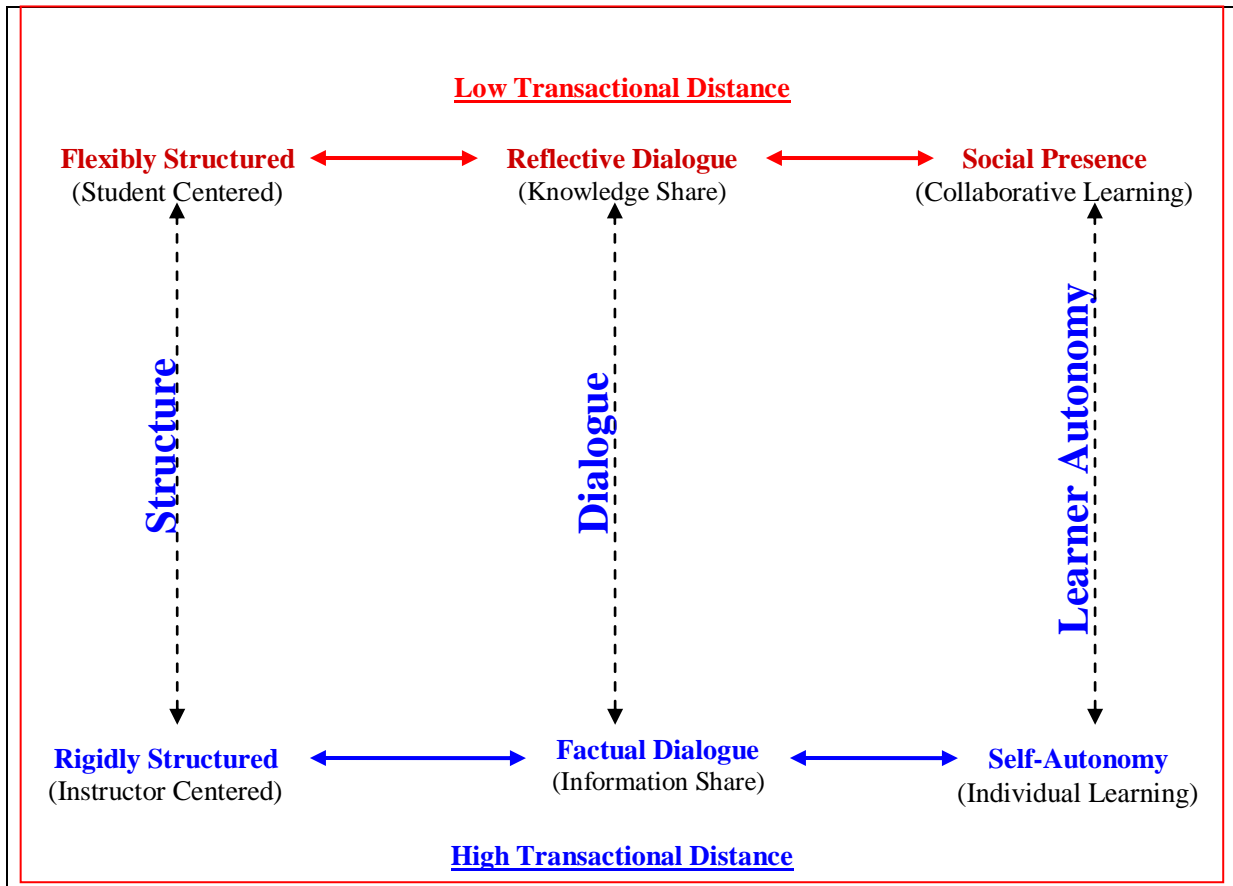 Low Transactional Distance
Flexibly Structured
(Student Centered)
Reflective Dialogue
(Knowledge Share)
Social Presence
(Collaborative Learning)
Structure
Dialogue
Learner Autonomy
Rigidly Structured
(Instructor Centered)
Factual Dialogue
(Information Share)
Self-Autonomy
(Individual Learning)
High Transactional Distance